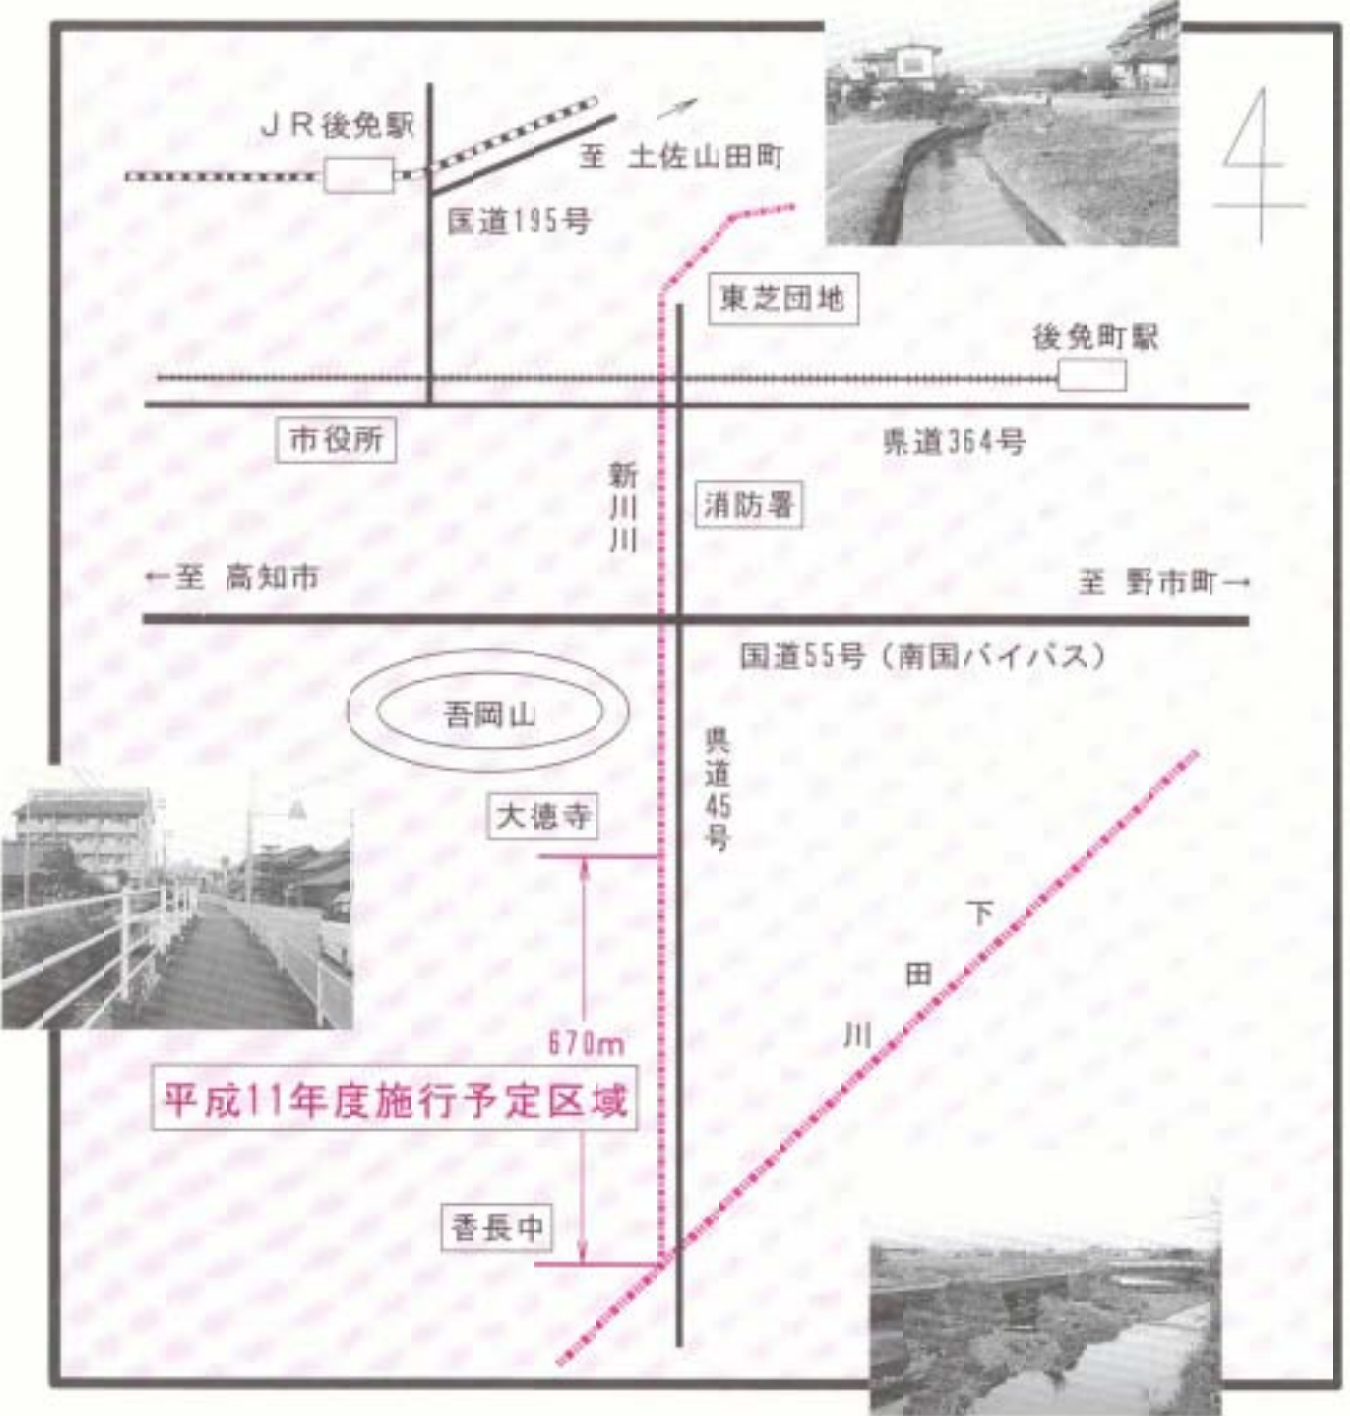 JR後免駅
至 土佐山田町
国道195号
東芝団地
後免町駅
市役所
県道364号
新川川
消防署
←至 高知市
至 野市町→
国道55号(南国バイパス)
吾岡山
県道45号
大徳寺
下田川
670m
平成11年度施行予定区域
香長中